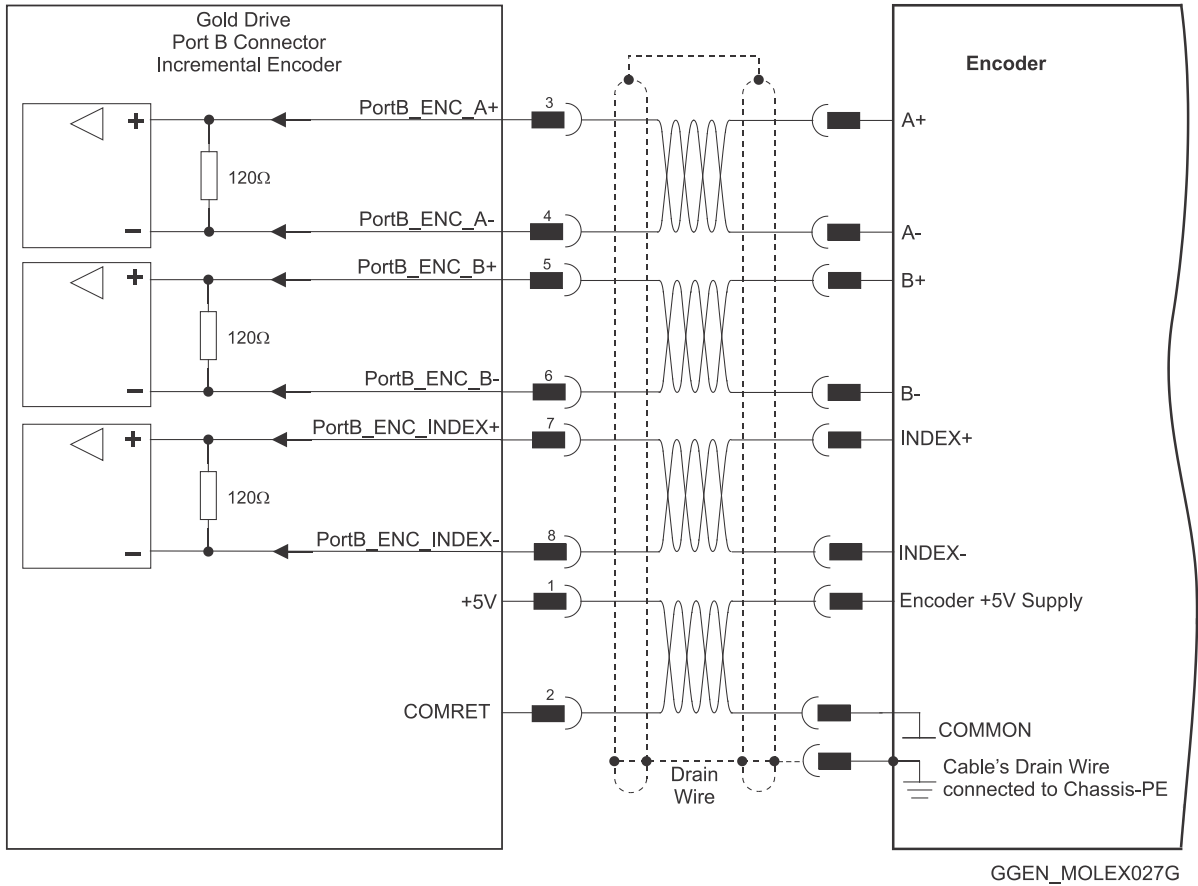 Gold Drive
Port B Connector
Incremental Encoder
Encoder
PortB_ENC_A+
3
A+
120Ω
PortB_ENC_A-
4
A-
PortB_ENC_B+
5
B+
120Ω
PortB_ENC_B-
6
B-
PortB_ENC_INDEX+
7
INDEX+
120Ω
PortB_ENC_INDEX-
8
INDEX-
+5V
1
Encoder +5V Supply
COMRET
2
COMMON
Drain
Wire
Cable's Drain Wire
connected to Chassis-PE
GGEN_MOLEX027G